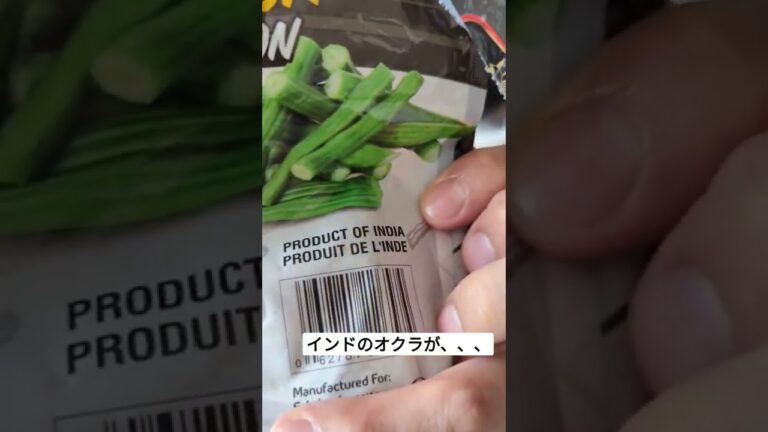 ON
PRODUCT OF INDIA
PRODUIT DE L'INDE
インドのオクラが、、、
Manufactured For:
PRODUCT
PRODUIT